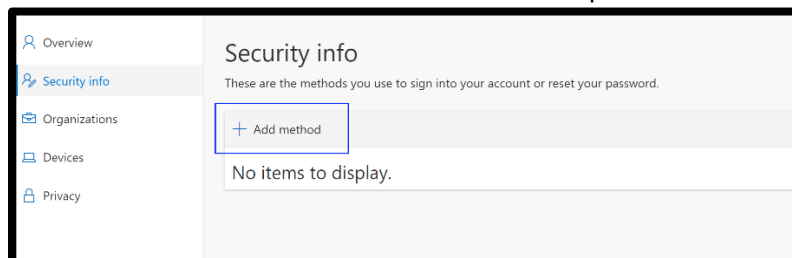 Overview
Security info
Organizations
Devices
Privacy
Security info
These are the methods you use to sign into your account or reset your password.
+ Add method
No items to display.